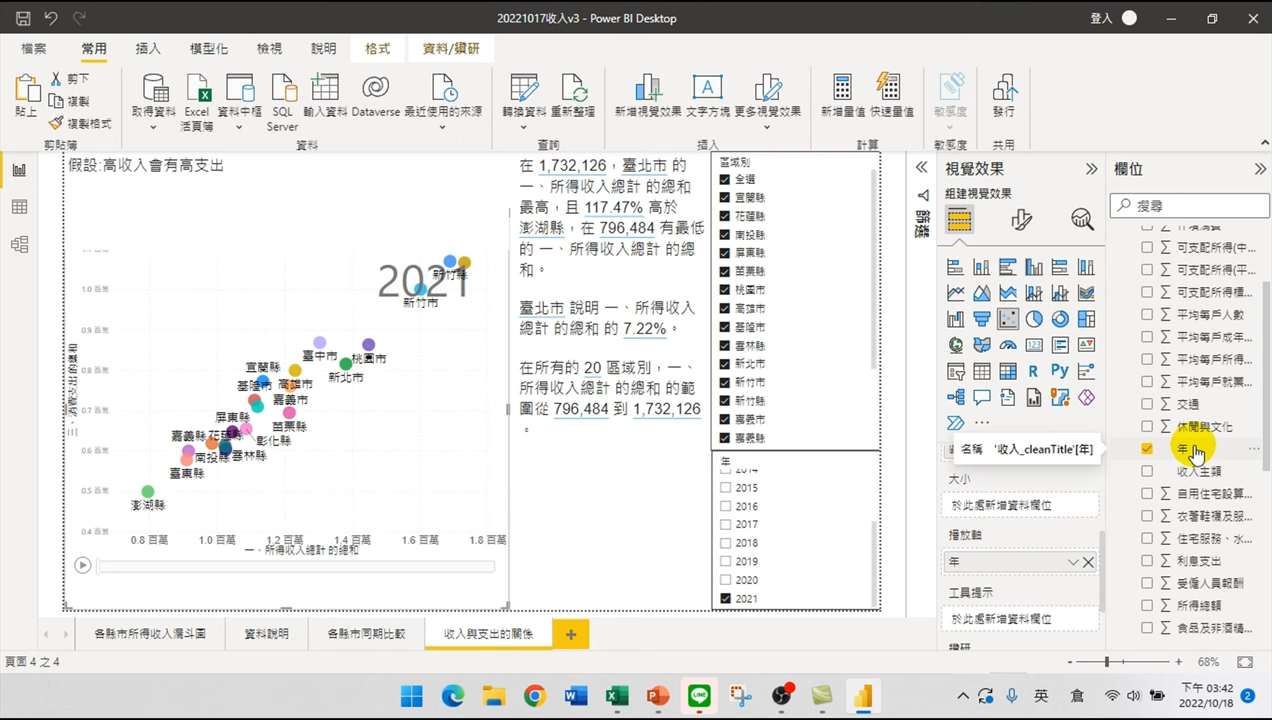 20221017收入v3 - Power BI Desktop
登入
檔案 常用 插入 模型化 檢視 說明 格式 資料/鑽研
貼上
剪下
複製
複製格式
取得資料
Excel 活頁簿
資料中樞
SQL Server
輸入資料
Dataverse
最近使用的來源
轉換資料
重新整理
新增視覺效果
文字方塊
更多視覺效果
新增量值
快速量值
敏感度
發行
剪貼簿 資料 查詢 插入 計算 敏感度 共用
假設:高收入會有高支出
2021
新竹縣
新竹市
臺中市
桃園市
新北市
宜蘭縣
基隆市
高雄市
嘉義市
屏東縣
苗栗縣
嘉義縣
花蓮縣
彰化縣
南投縣
雲林縣
臺東縣
澎湖縣
三、消費支出 的總和
1.0 百萬
0.9 百萬
0.8 百萬
0.7 百萬
0.6 百萬
0.5 百萬
0.4 百萬
0.8 百萬 1.0 百萬 1.2 百萬 1.4 百萬 1.6 百萬 1.8 百萬
一、所得收入總計 的總和
在 1,732,126，臺北市 的
一、所得收入總計 的總和
最高，且 117.47% 高於
澎湖縣，在 796,484 有最低
的 一、所得收入總計 的總
和。
臺北市 說明 一、所得收入
總計 的總和 的 7.22%。
在所有的 20 區域別，一、
所得收入總計 的總和 的範
圍從 796,484 到 1,732,126
。
區域別
全選
宜蘭縣
花蓮縣
南投縣
屏東縣
苗栗縣
桃園市
高雄市
基隆市
雲林縣
新北市
新竹市
新竹縣
嘉義市
嘉義縣
年
2014
2015
2016
2017
2018
2019
2020
2021
篩選
視覺效果
組建視覺效果
名稱 '收入_cleanTitle'[年]
大小
於此處新增資料欄位
播放軸
年
工具提示
於此處新增資料欄位
鑽研
欄位
搜尋
可支配所得(中...
可支配所得(平...
可支配所得標...
平均每戶人數
平均每戶成年...
平均每戶所得...
平均每戶就業...
交通
休閒與文化
年
收入主類
自用住宅設算...
衣著鞋襪及服...
住宅服務、水...
利息支出
受僱人員報酬
所得總額
食品及非酒精...
各縣市所得收入漏斗圖 資料說明 各縣市同期比較 收入與支出的關係
頁面 4 之 4
68%
英
倉
下午 03:42
2022/10/18
2